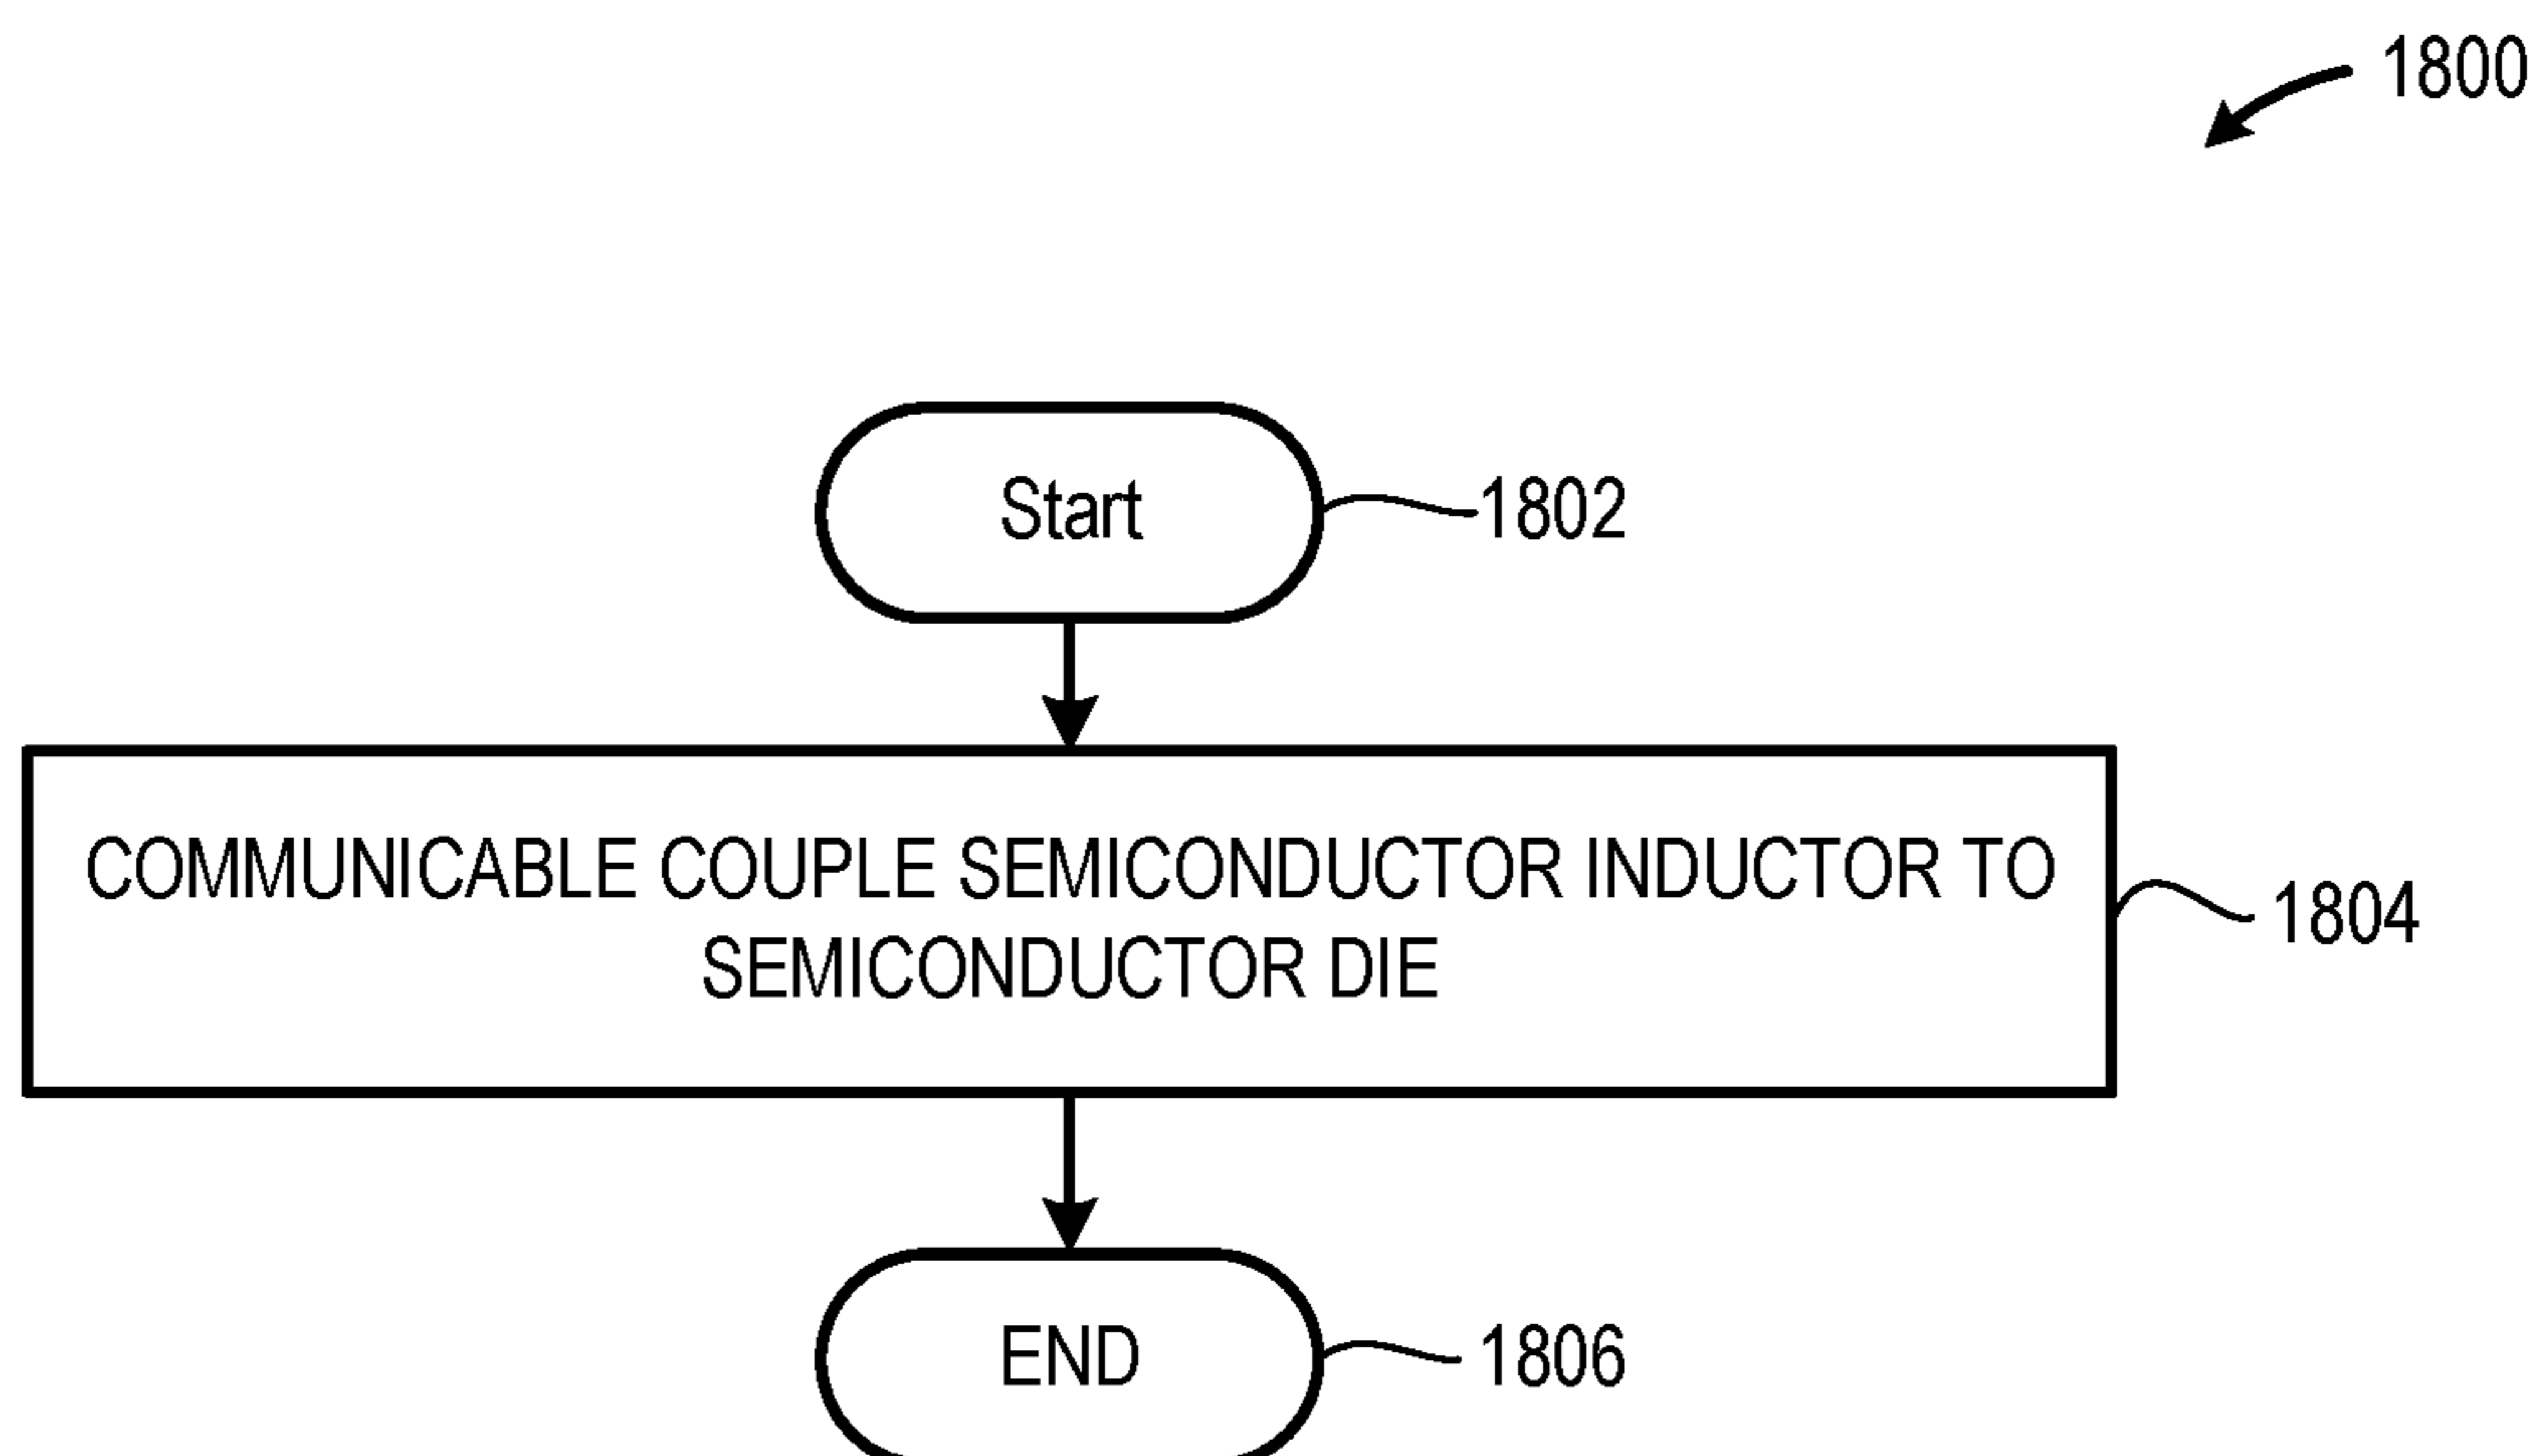 1800
Start
1802
COMMUNICABLE COUPLE SEMICONDUCTOR INDUCTOR TO
SEMICONDUCTOR DIE
1804
END
1806